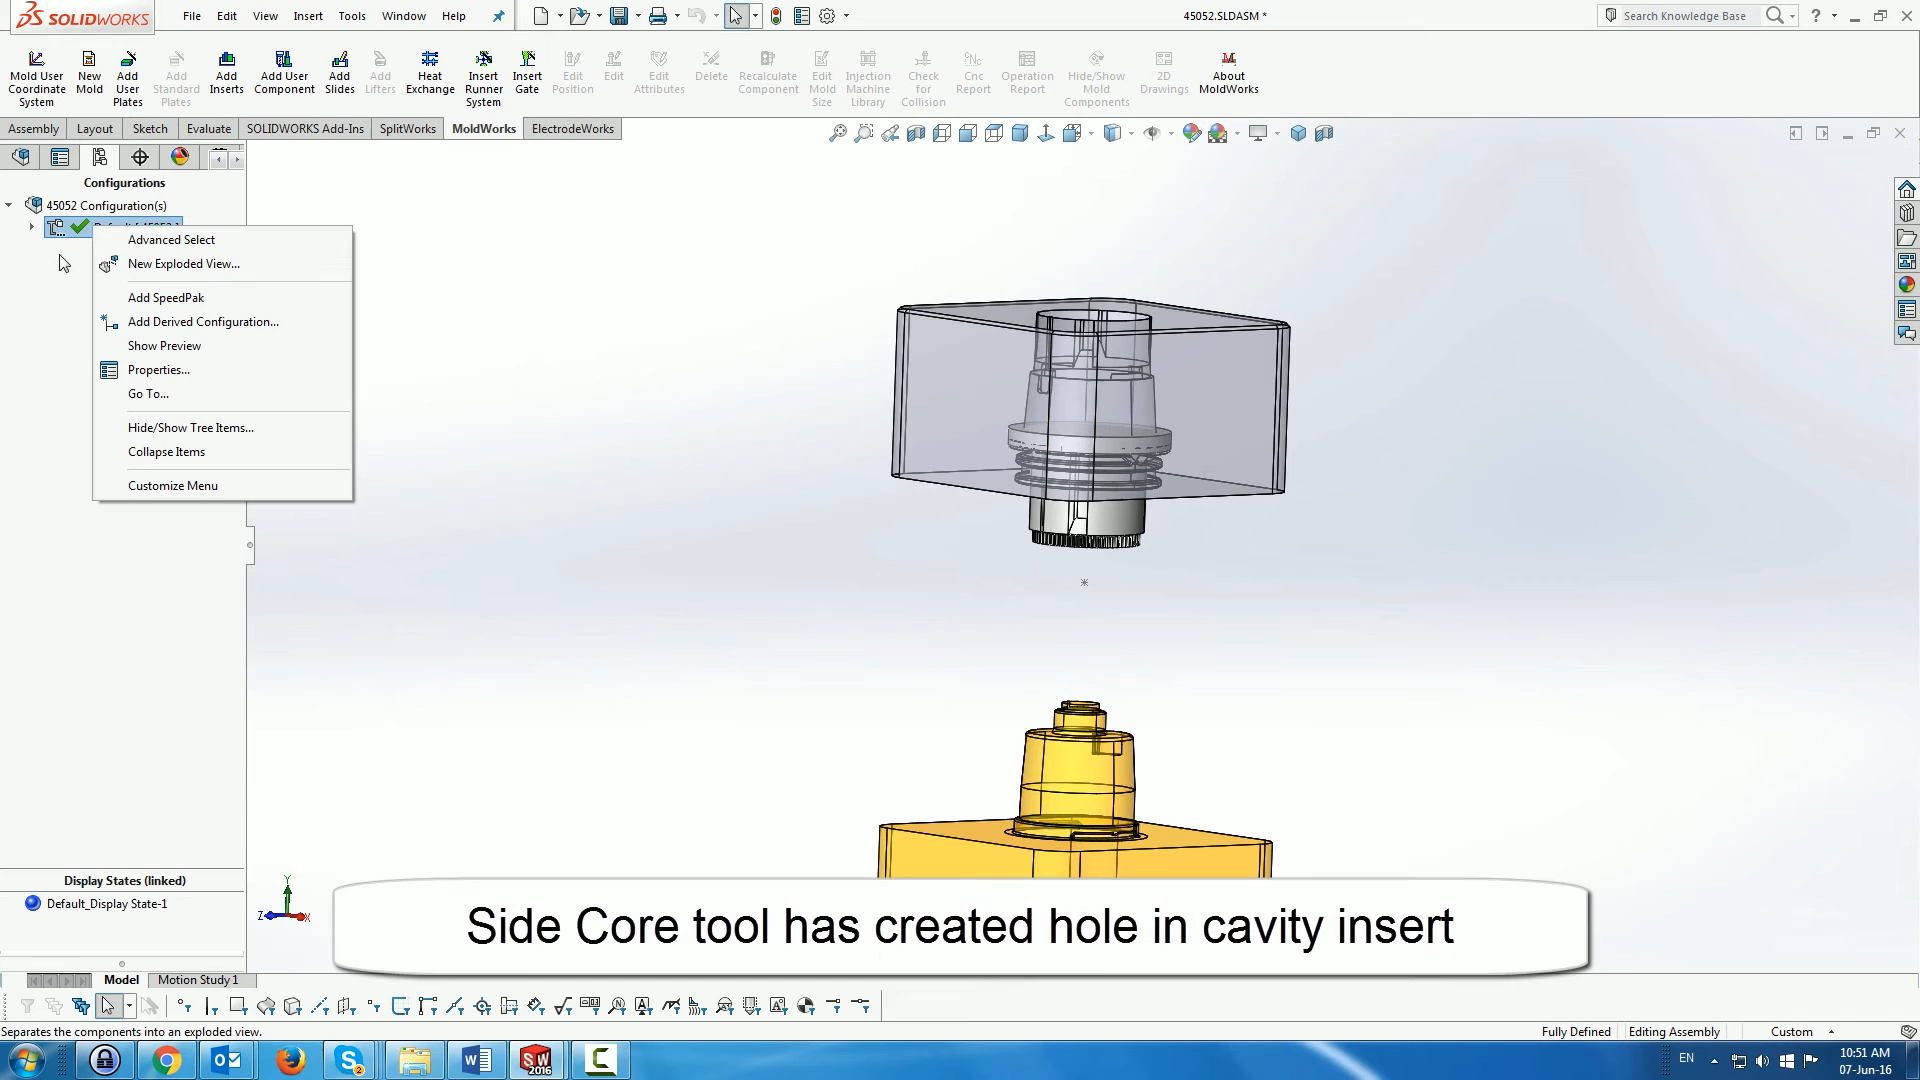 SOLIDWORKS
File Edit View Insert Tools Window Help
45052.SLDASM *
Search Knowledge Base
Mold User Coordinate System
New Mold
Add User Plates
Add Standard Plates
Add Inserts
Add User Component
Add Slides
Add Lifters
Heat Exchange
Insert Runner System
Insert Gate
Edit Position
Edit
Edit Attributes
Delete
Recalculate Component
Edit Mold Size
Injection Machine Library
Check for Collision
Cnc Report
Operation Report
Hide/Show Mold Components
2D Drawings
About MoldWorks
Assembly Layout Sketch Evaluate SOLIDWORKS Add-Ins SplitWorks MoldWorks ElectrodeWorks
Configurations
45052 Configuration(s)
Advanced Select
New Exploded View...
Add SpeedPak
Add Derived Configuration...
Show Preview
Properties...
Go To...
Hide/Show Tree Items...
Collapse Items
Customize Menu
Display States (linked)
Default_Display State-1
Y
Z
X
Side Core tool has created hole in cavity insert
Model Motion Study 1
Separates the components into an exploded view.
Fully Defined Editing Assembly Custom
EN
10:51 AM
07-Jun-16
SW
2016
2